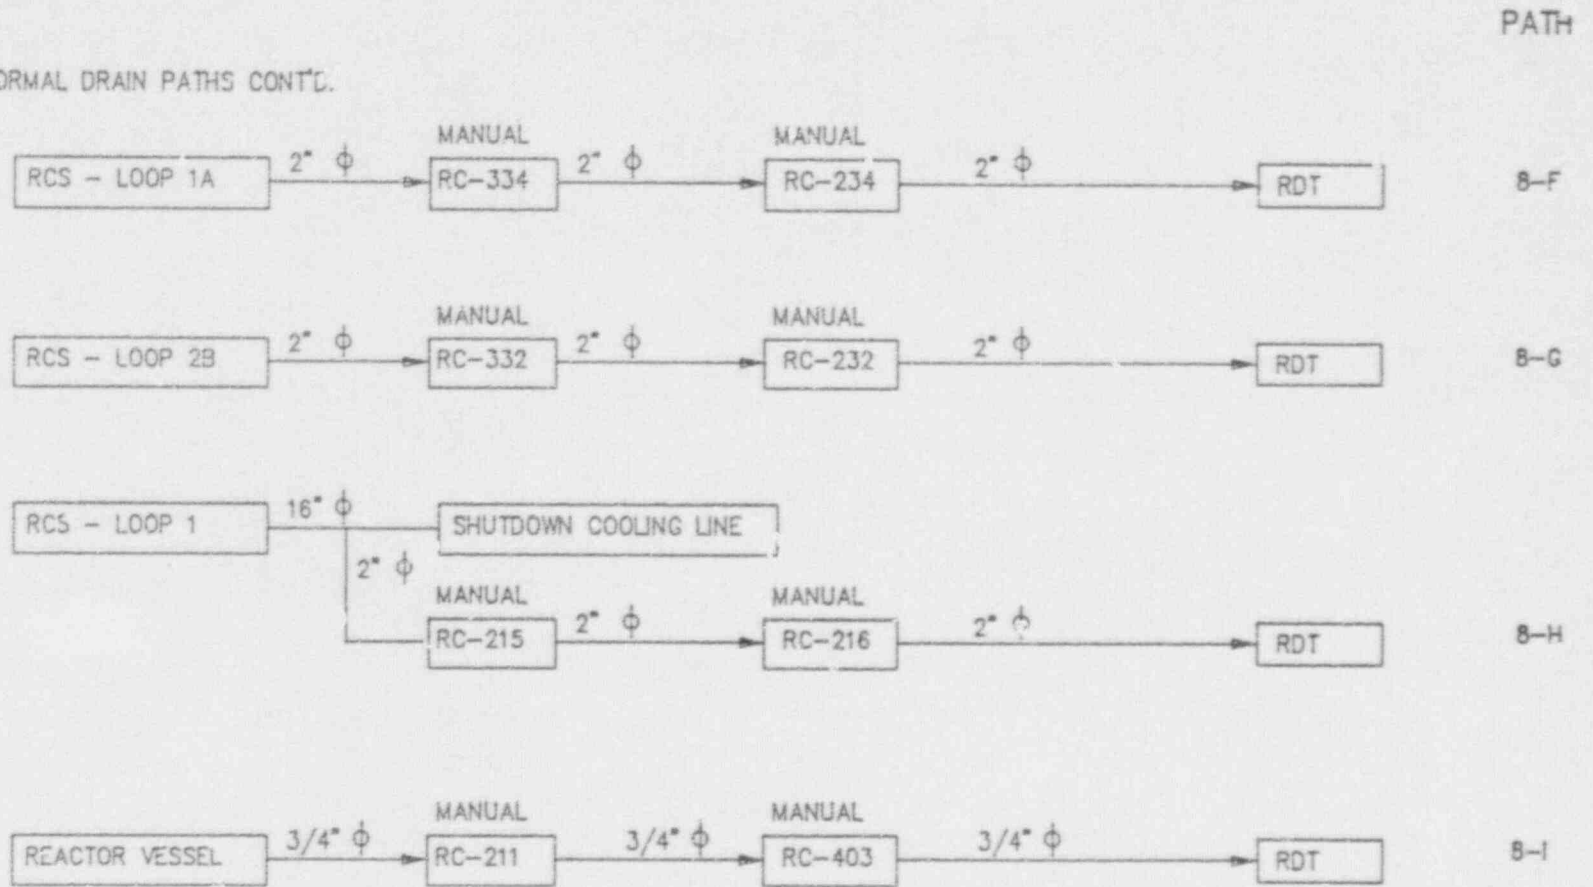 PATH
ORMAL DRAIN PATHS CONT'D.
MANUAL MANUAL
RCS - LOOP 1A 2" ϕ RC-334 2" ϕ RC-234 2" ϕ RDT 8-F
MANUAL MANUAL
RCS - LOOP 2B 2" ϕ RC-332 2" ϕ RC-232 2" ϕ RDT 8-G
RCS - LOOP 1 16" ϕ SHUTDOWN COOLING LINE
2" ϕ
MANUAL MANUAL
RC-215 2" ϕ RC-216 2" ϕ RDT 8-H
MANUAL MANUAL
REACTOR VESSEL 3/4" ϕ RC-211 3/4" ϕ RC-403 3/4" ϕ RDT 8-I